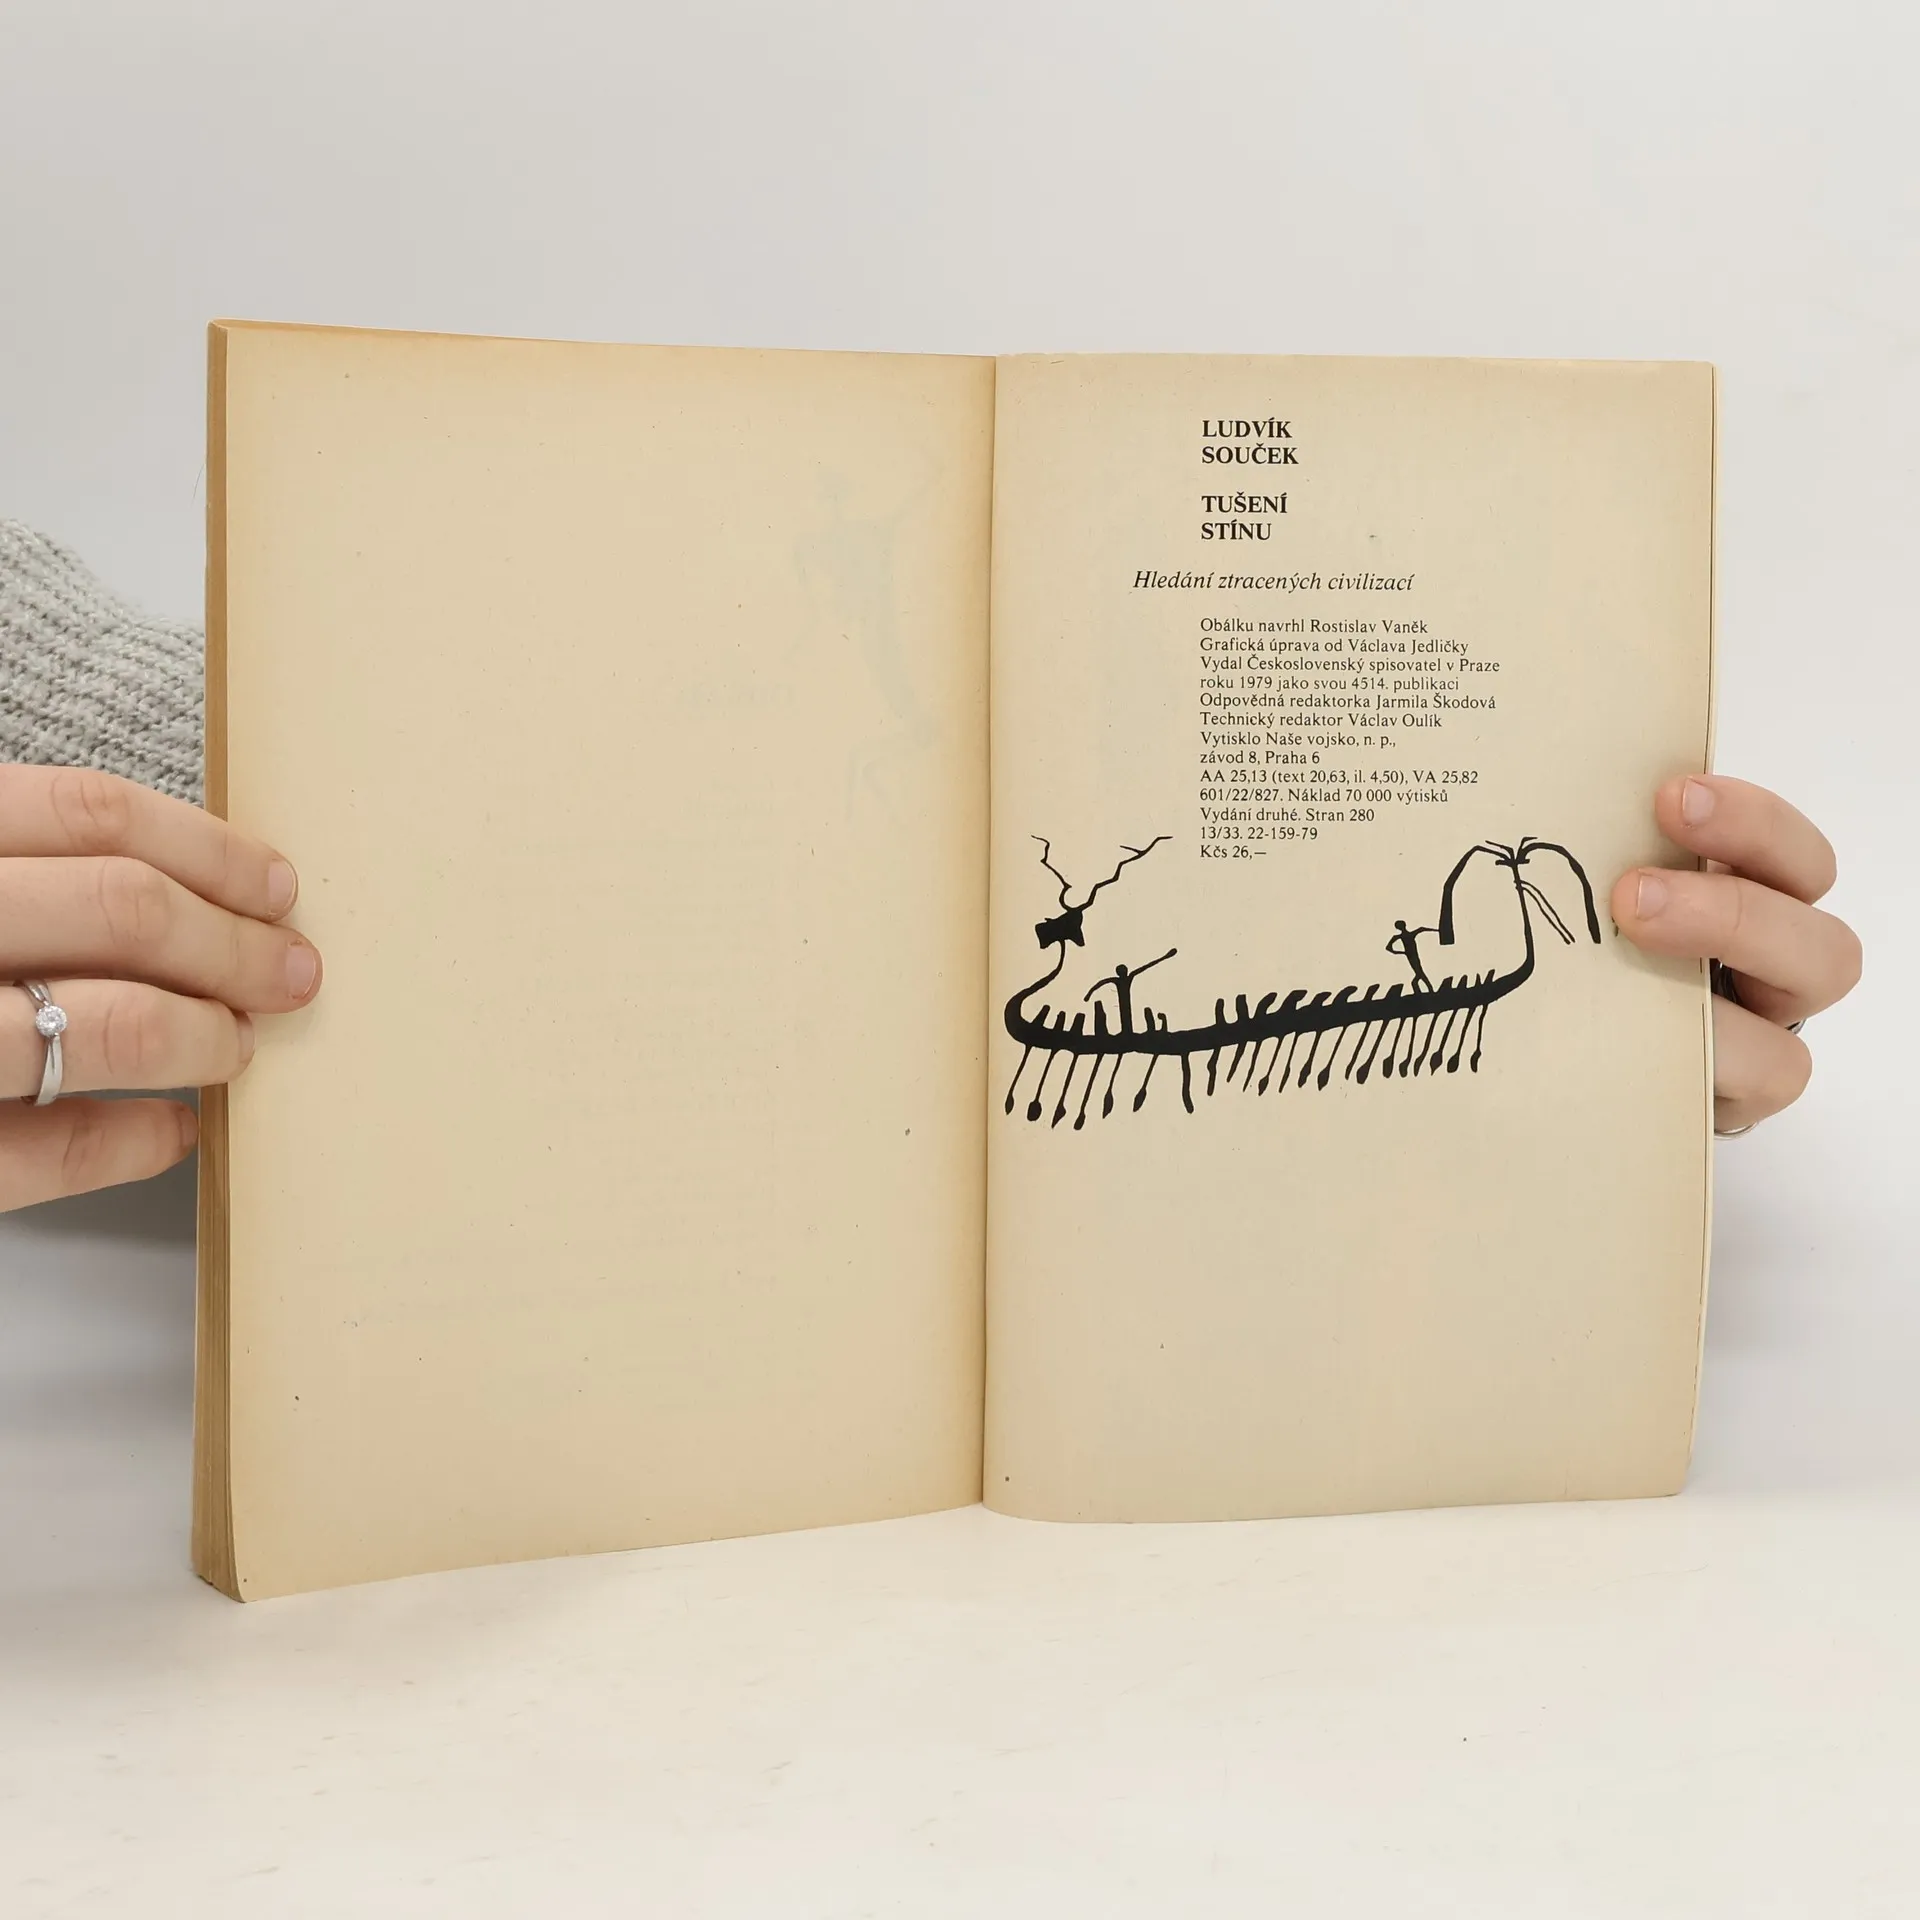 LUDVÍK
SOUČEK
TUŠENÍ
STÍNU
Hledání ztracených civilizací
Obálku navrhl Rostislav Vaněk
Grafická úprava od Václava Jedličky
Vydal Československý spisovatel v Praze
roku 1979 jako svou 4514. publikaci
Odpovědná redaktorka Jarmila Škodová
Technický redaktor Václav Oulík
Vytisklo Naše vojsko, n. p.,
závod 8, Praha 6
AA 25,13 (text 20,63, il. 4,50), VA 25,82
601/22/827. Náklad 70 000 výtisků
Vydání druhé. Stran 280
13/33. 22-159-79
Kčs 26,—